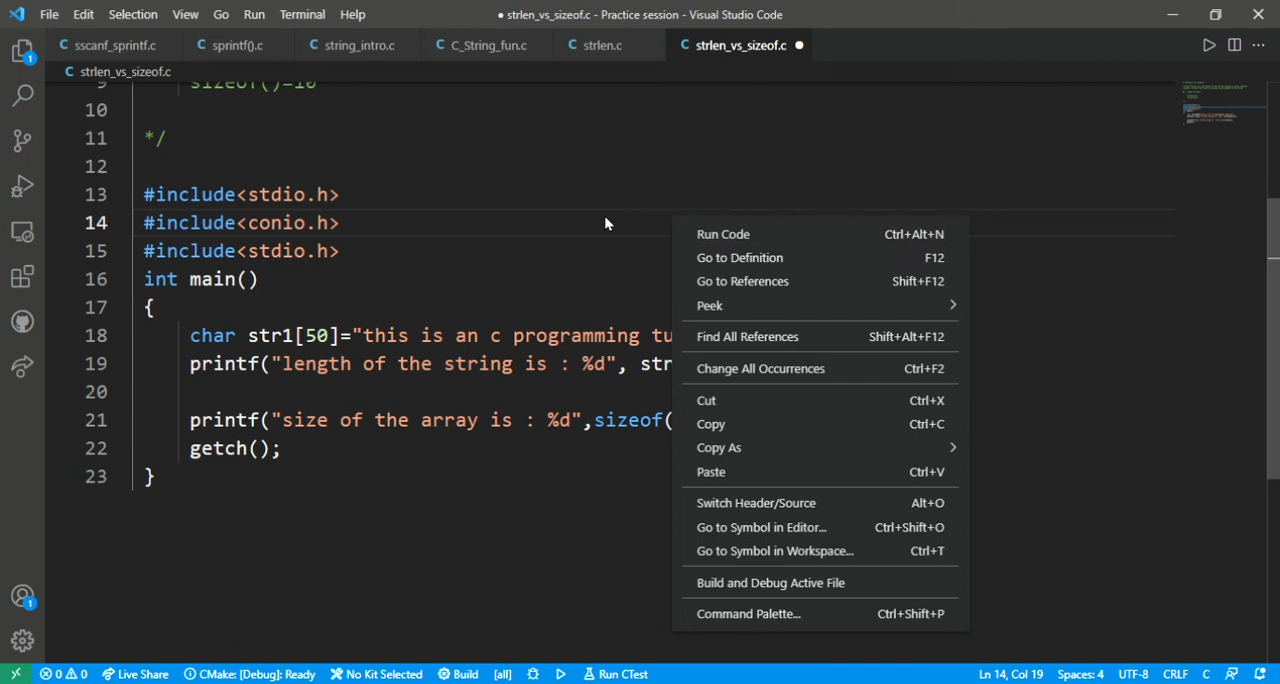 File Edit Selection View Go Run Terminal Help
● strlen_vs_sizeof.c - Practice session - Visual Studio Code
C sscanf_sprintf.c C sprintf().c C string_intro.c C C_String_fun.c C strlen.c C strlen_vs_sizeof.c ●
C strlen_vs_sizeof.c
9 sizeof()=10
10
11 */
12
13 #include<stdio.h>
14 #include<conio.h>
15 #include<stdio.h>
16 int main()
17 {
18 char str1[50]="this is an c programming tu
19 printf("length of the string is : %d", str
20
21 printf("size of the array is : %d",sizeof(
22 getch();
23 }
Run Code Ctrl+Alt+N
Go to Definition F12
Go to References Shift+F12
Peek
Find All References Shift+Alt+F12
Change All Occurrences Ctrl+F2
Cut Ctrl+X
Copy Ctrl+C
Copy As
Paste Ctrl+V
Switch Header/Source Alt+O
Go to Symbol in Editor... Ctrl+Shift+O
Go to Symbol in Workspace... Ctrl+T
Build and Debug Active File
Command Palette... Ctrl+Shift+P
1
1
0 0 Live Share CMake: [Debug]: Ready No Kit Selected Build [all] Run CTest Ln 14, Col 19 Spaces: 4 UTF-8 CRLF C